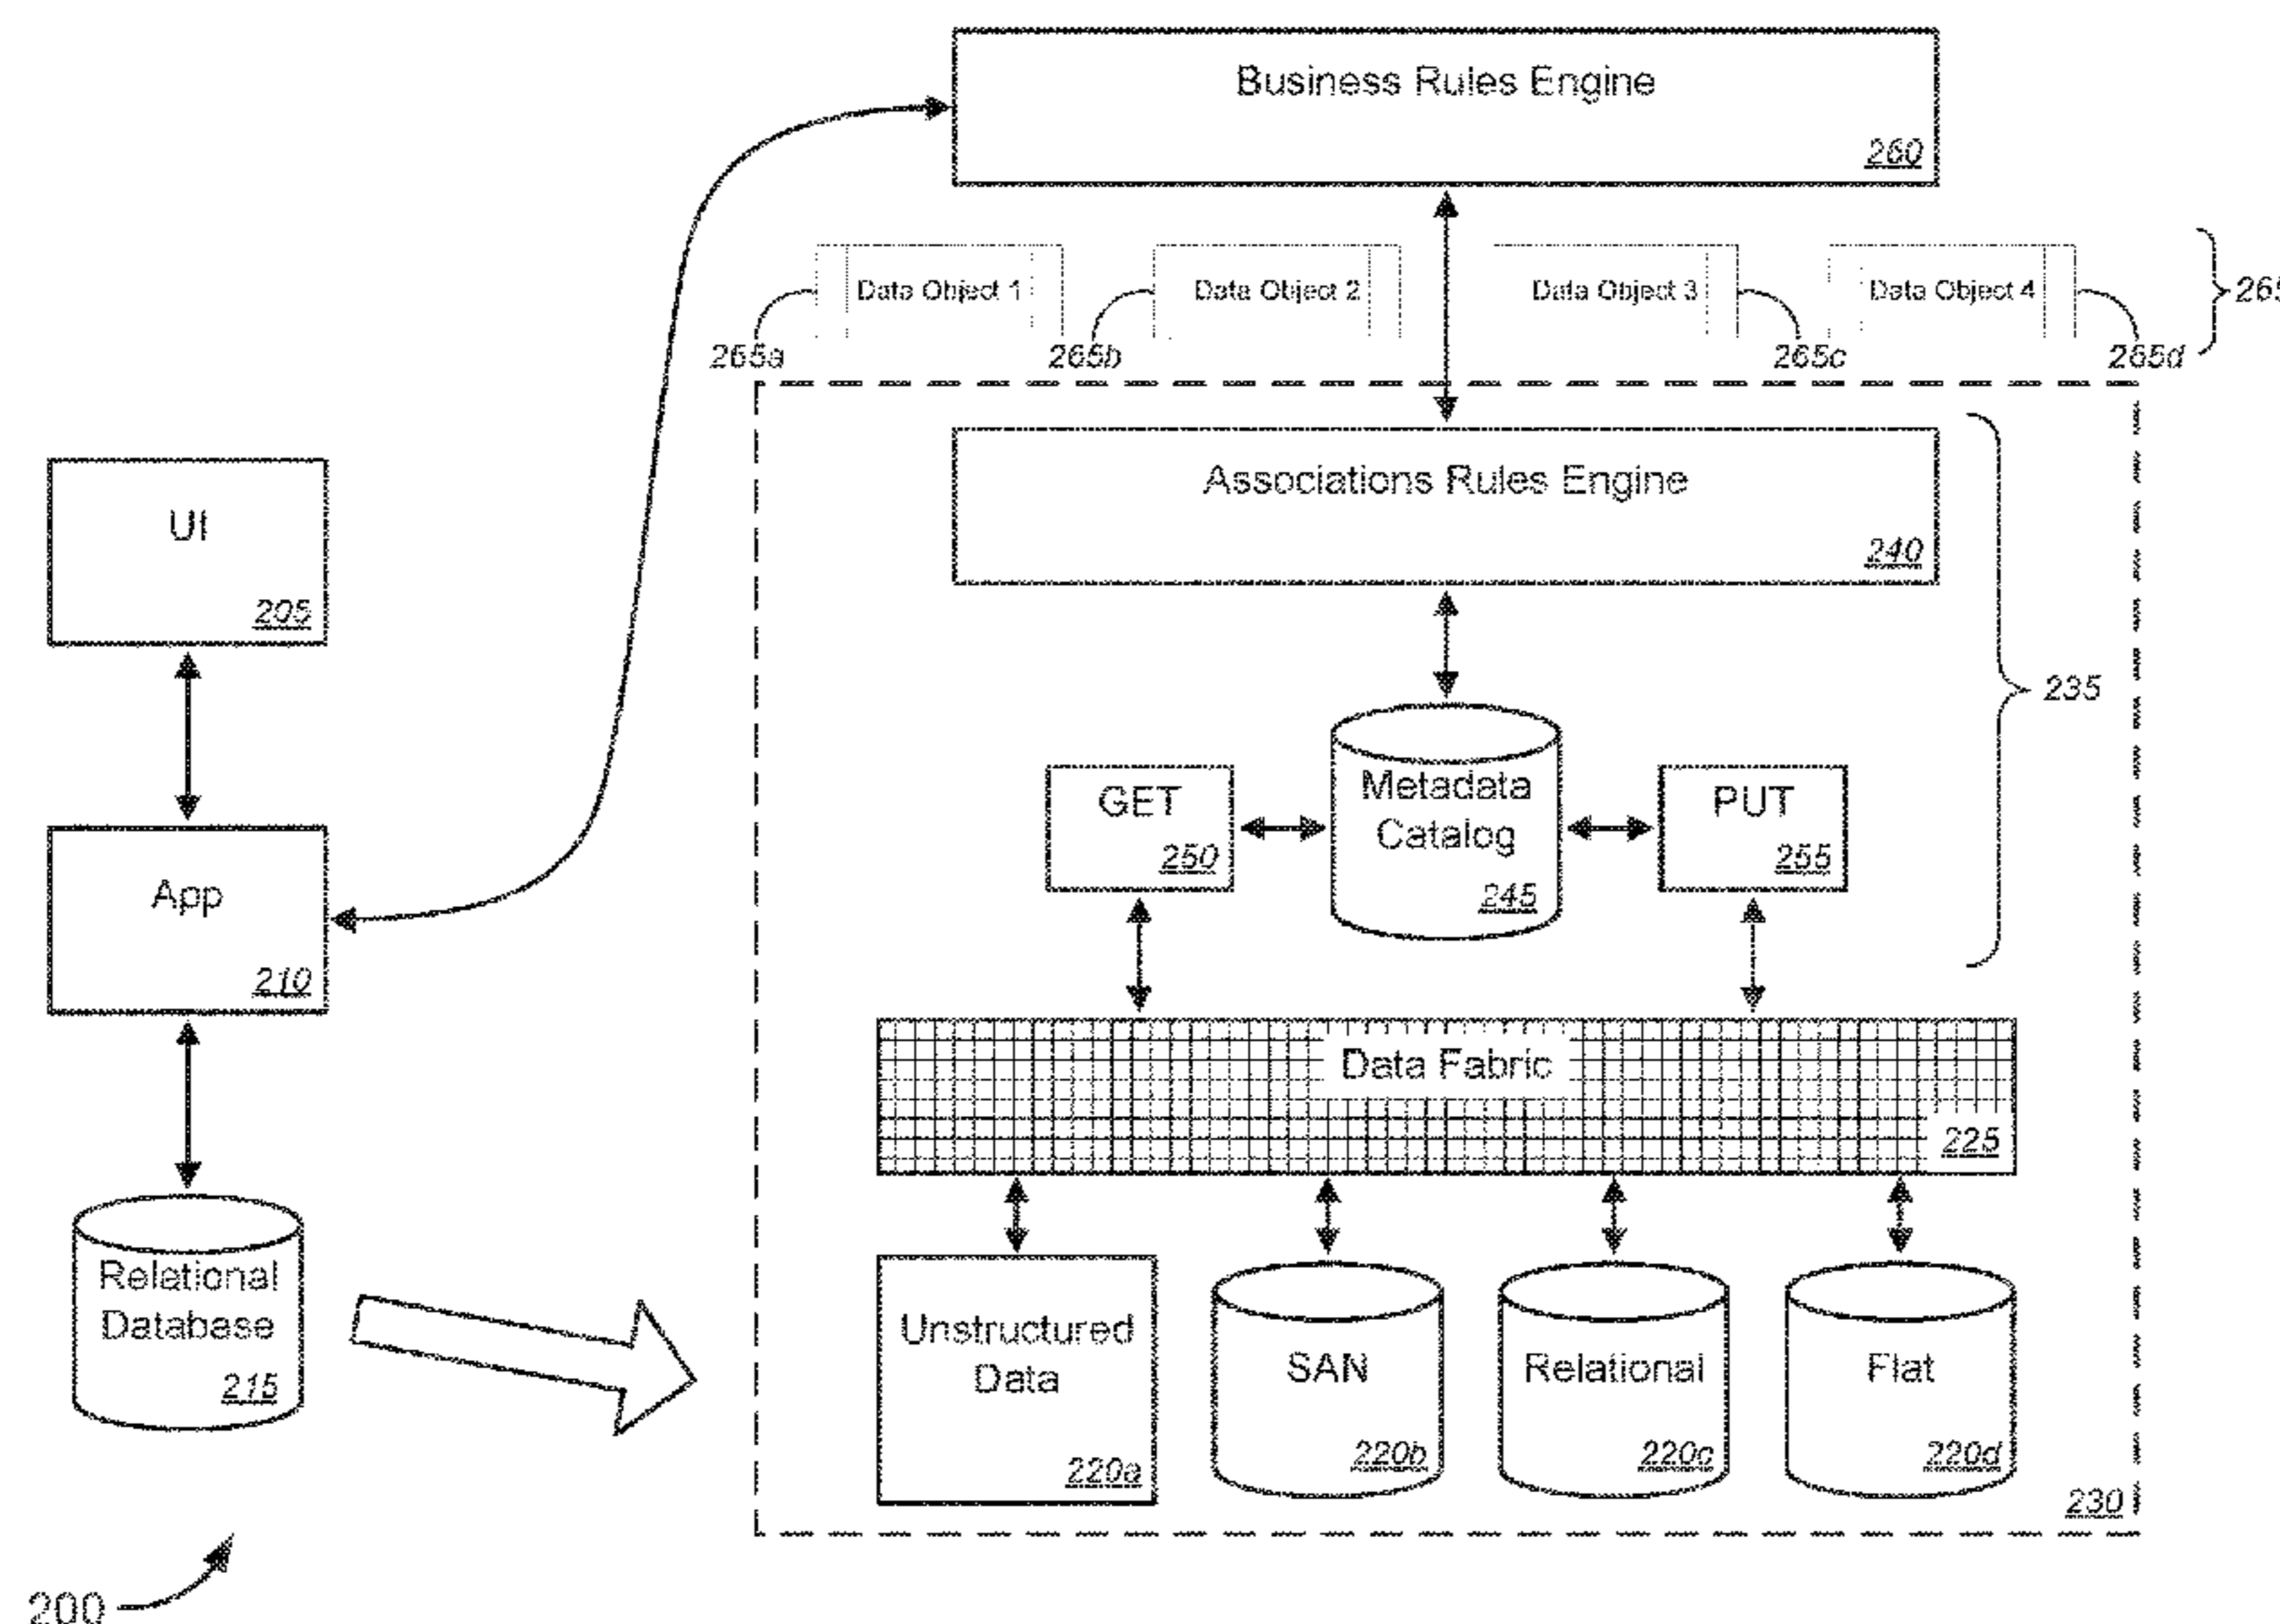 Business Rules Engine
260
Data Object 1
Data Object 2
Data Object 3
Data Object 4
265
265a
265b
265c
265d
Associations Rules Engine
240
UI
205
235
GET
250
Metadata
Catalog
245
PUT
255
App
210
Data Fabric
225
Relational
Database
215
Unstructured
Data
220a
SAN
220b
Relational
220c
Flat
220d
230
200